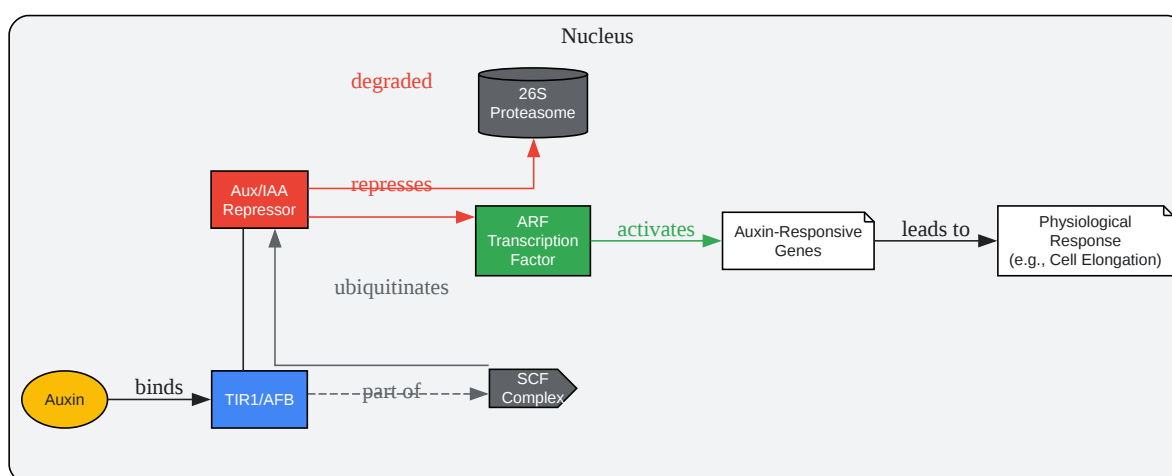 Nucleus
degraded
26S
Proteasome
Aux/IAA
Repressor
represses
ARF
Transcription
Factor
activates
Auxin-Responsive
Genes
leads to
Physiological
Response
(e.g., Cell Elongation)
ubiquitinates
Auxin
binds
TIR1/AFB
part of
SCF
Complex